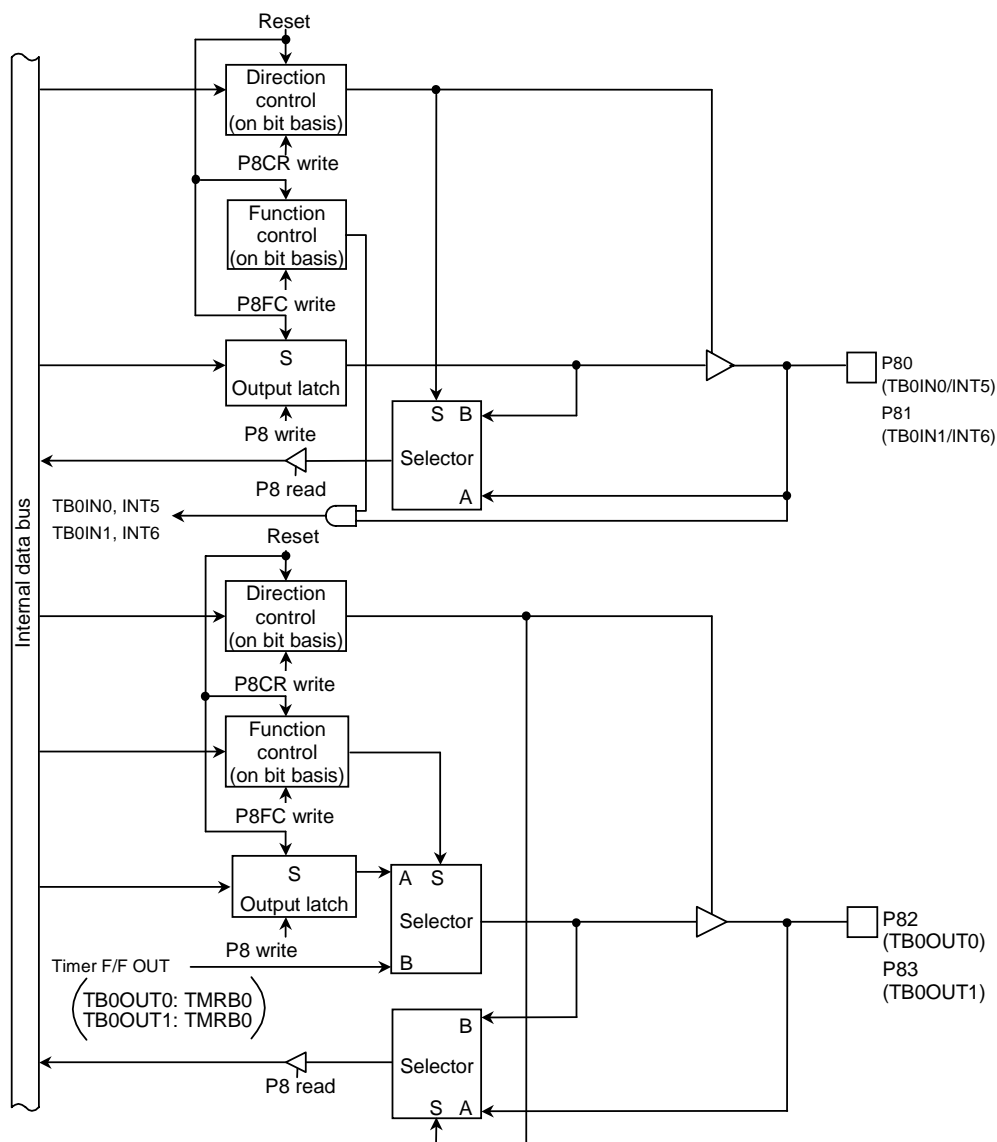 Reset
Direction
control
(on bit basis)
P8CR write
Function
control
(on bit basis)
P8FC write
S
Output latch
P8 write
S B
Selector
A
P8 read
P80
(TB0IN0/INT5)
P81
(TB0IN1/INT6)
TB0IN0, INT5
TB0IN1, INT6
Internal data bus
Reset
Direction
control
(on bit basis)
P8CR write
Function
control
(on bit basis)
P8FC write
S
Output latch
P8 write
A S
Selector
B
Timer F/F OUT
TB0OUT0: TMRB0
TB0OUT1: TMRB0
P82
(TB0OUT0)
P83
(TB0OUT1)
B
Selector
S A
P8 read